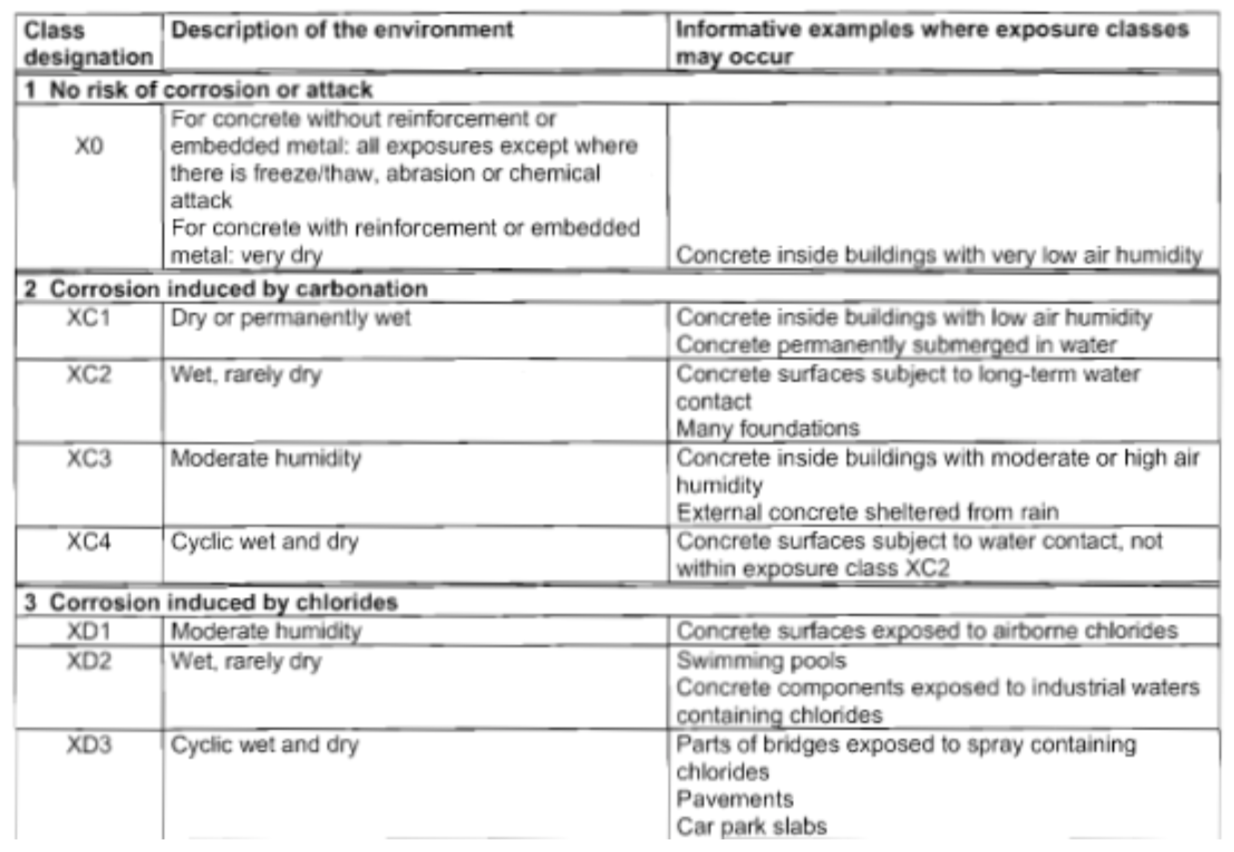 Class designation
Description of the environment
Informative examples where exposure classes may occur
1 No risk of corrosion or attack
X0
For concrete without reinforcement or
embedded metal: all exposures except where
there is freeze/thaw, abrasion or chemical
attack
For concrete with reinforcement or embedded
metal: very dry
Concrete inside buildings with very low air humidity
2 Corrosion induced by carbonation
XC1
Dry or permanently wet
Concrete inside buildings with low air humidity
Concrete permanently submerged in water
XC2
Wet, rarely dry
Concrete surfaces subject to long-term water
contact
Many foundations
XC3
Moderate humidity
Concrete inside buildings with moderate or high air
humidity
External concrete sheltered from rain
XC4
Cyclic wet and dry
Concrete surfaces subject to water contact, not
within exposure class XC2
3 Corrosion induced by chlorides
XD1
Moderate humidity
Concrete surfaces exposed to airborne chlorides
XD2
Wet, rarely dry
Swimming pools
Concrete components exposed to industrial waters
containing chlorides
XD3
Cyclic wet and dry
Parts of bridges exposed to spray containing
chlorides
Pavements
Car park slabs